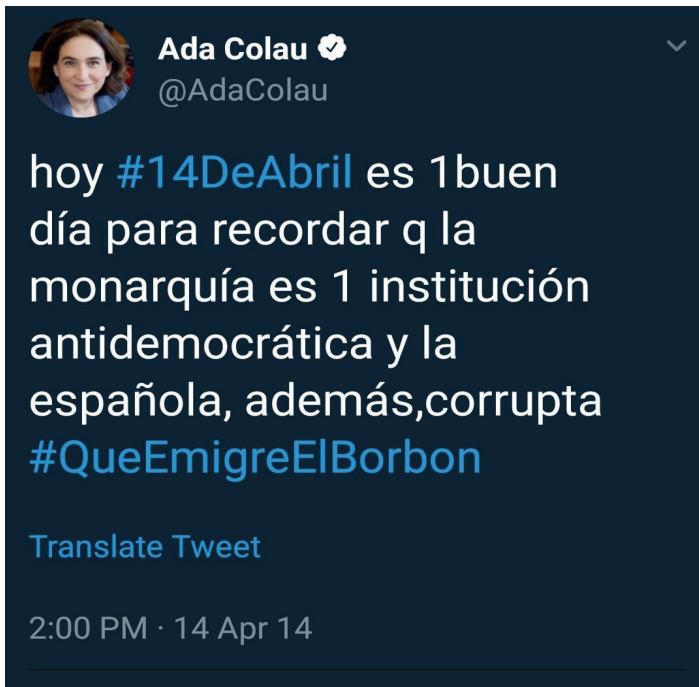 Ada Colau
@AdaColau
hoy #14DeAbril es 1buen
día para recordar q la
monarquía es 1 institución
antidemocrática y la
española, además,corrupta
#QueEmigreElBorbon
Translate Tweet
2:00 PM · 14 Apr 14